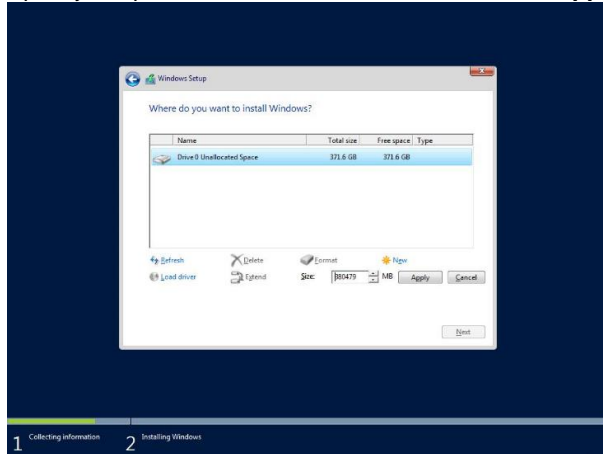 Windows Setup
Where do you want to install Windows?
Name Total size Free space Type
Drive 0 Unallocated Space 371.6 GB 371.6 GB
Refresh Delete Format New
Load driver Extend Size: 380479 MB Apply Cancel
Next
1 Collecting information 2 Installing Windows